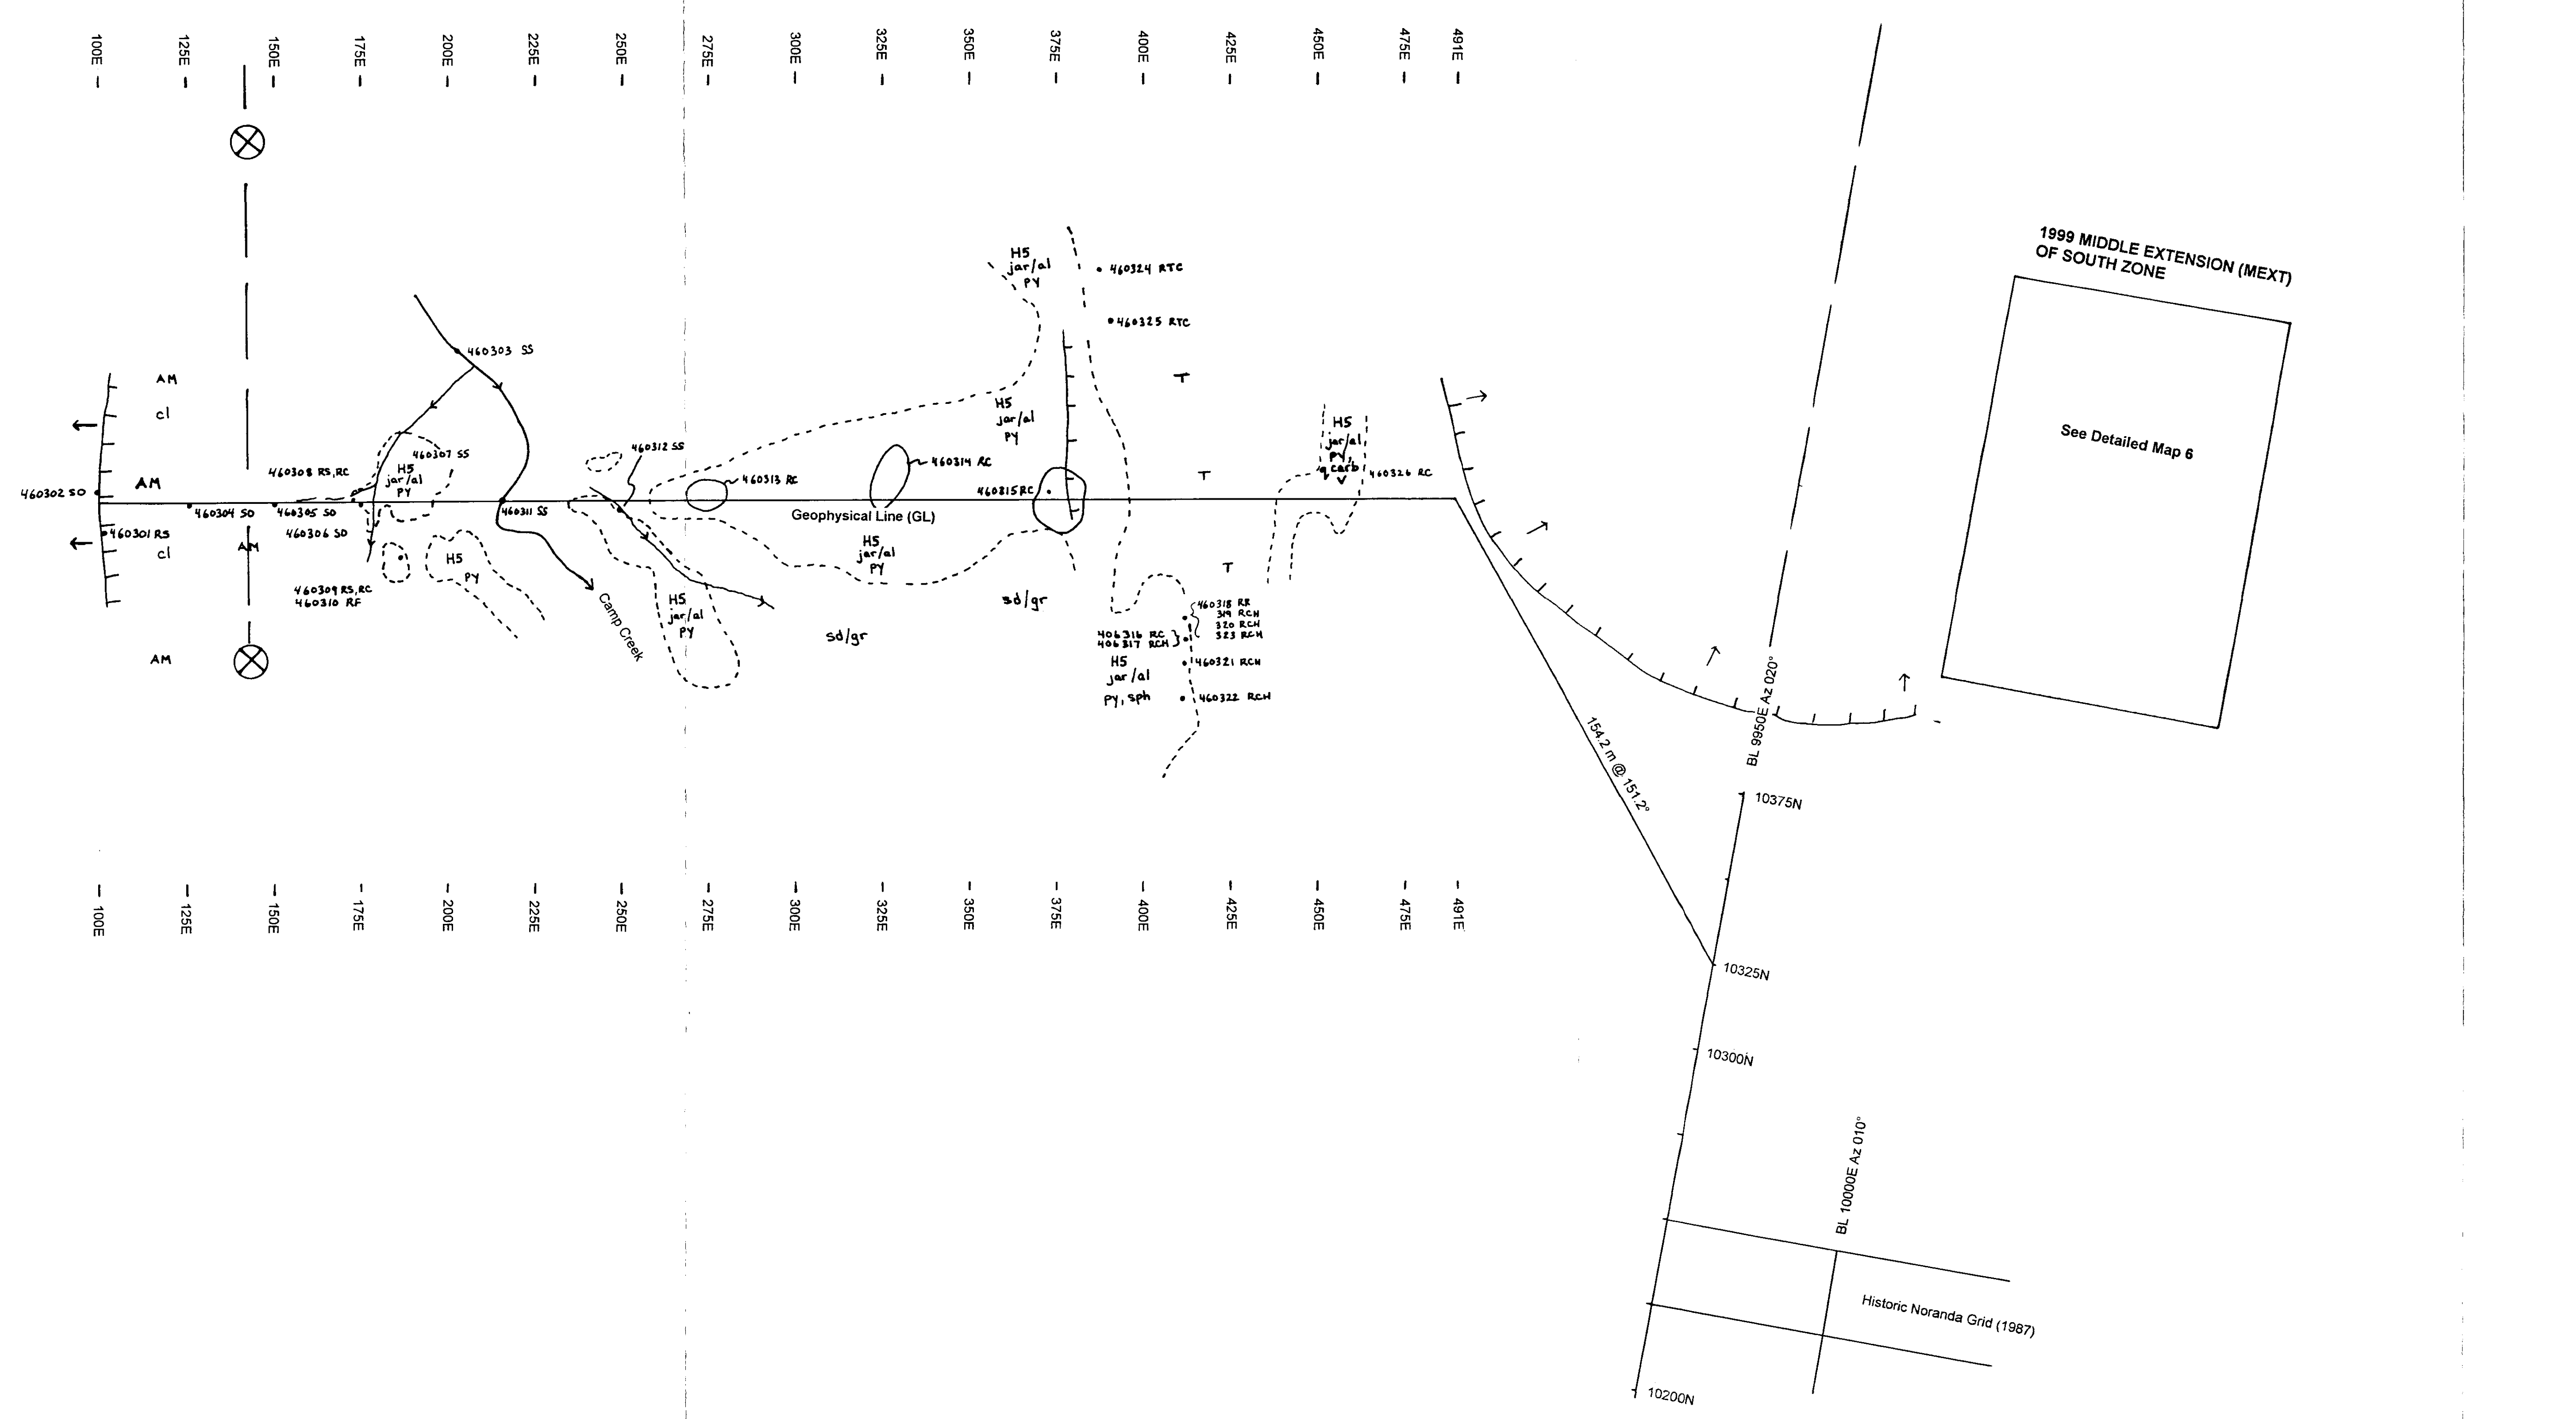 100E
125E
150E
175E
200E
225E
250E
275E
300E
325E
350E
375E
400E
425E
450E
475E
491E
1999 MIDDLE EXTENSION (MEXT)
OF SOUTH ZONE
See Detailed Map 6
H5
jar/al
PY
460324 RTC
460325 RTC
460303 SS
AM
cl
T
H5
jar/al
PY
H5
jar/al
PY,
q carb
V
460326 RC
460307 SS
460312 SS
460308 RS,RC
H5
jar/al
PY
460313 RC
460314 RC
T
AM
460302 SO
460304 SO
460305 SO
460311 SS
460315 RC
Geophysical Line (GL)
460301 RS
cl
AM
460306 SO
H5
PY
H5
jar/al
PY
T
460309 RS,RC
460310 RF
Camp Creek
H5
jar/al
PY
sd/gr
sd/gr
460318 RR
319 RCH
320 RCH
323 RCH
406316 RC
406317 RCH
AM
H5
jar/al
PY, sph
460321 RCH
460322 RCH
154.2 m @ 151.2°
BL 9950E Az 020°
10375N
100E
125E
150E
175E
200E
225E
250E
275E
300E
325E
350E
375E
400E
425E
450E
475E
491E
10325N
10300N
BL 10000E Az 010°
Historic Noranda Grid (1987)
10200N